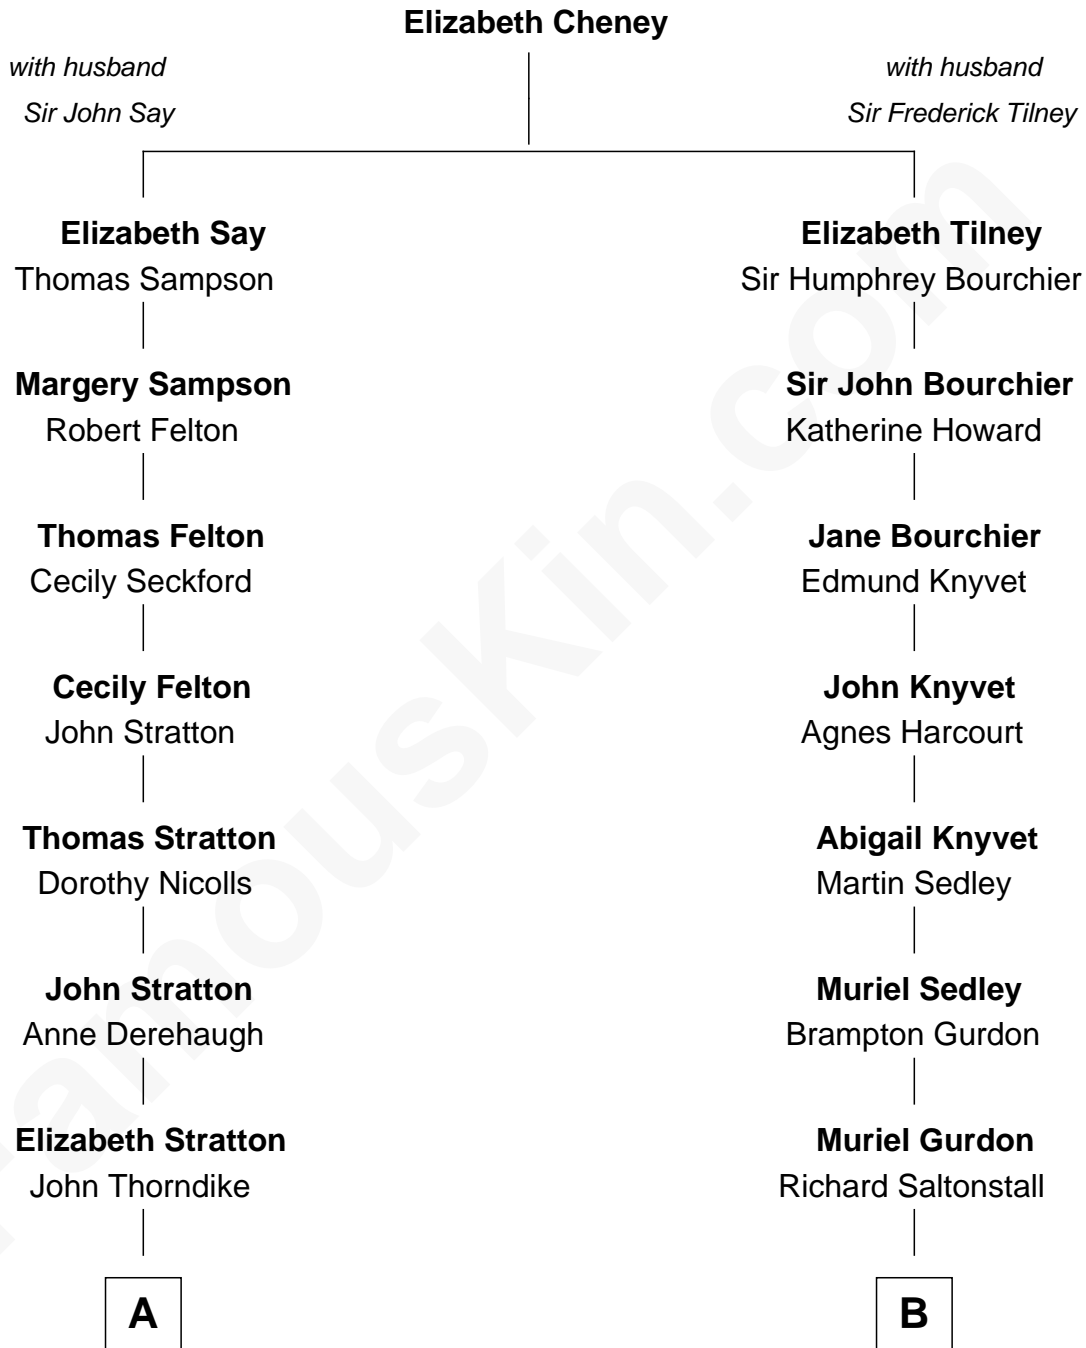 Elizabeth Cheney
with husband
Sir John Say
with husband
Sir Frederick Tilney
Elizabeth Say
Thomas Sampson
Elizabeth Tilney
Sir Humphrey Bourchier
Margery Sampson
Robert Felton
Sir John Bourchier
Katherine Howard
Thomas Felton
Cecily Seckford
Jane Bourchier
Edmund Knyvet
Cecily Felton
John Stratton
John Knyvet
Agnes Harcourt
Thomas Stratton
Dorothy Nicolls
Abigail Knyvet
Martin Sedley
John Stratton
Anne Derehaugh
Muriel Sedley
Brampton Gurdon
Elizabeth Stratton
John Thorndike
Muriel Gurdon
Richard Saltonstall
A
B
FamousKin.com